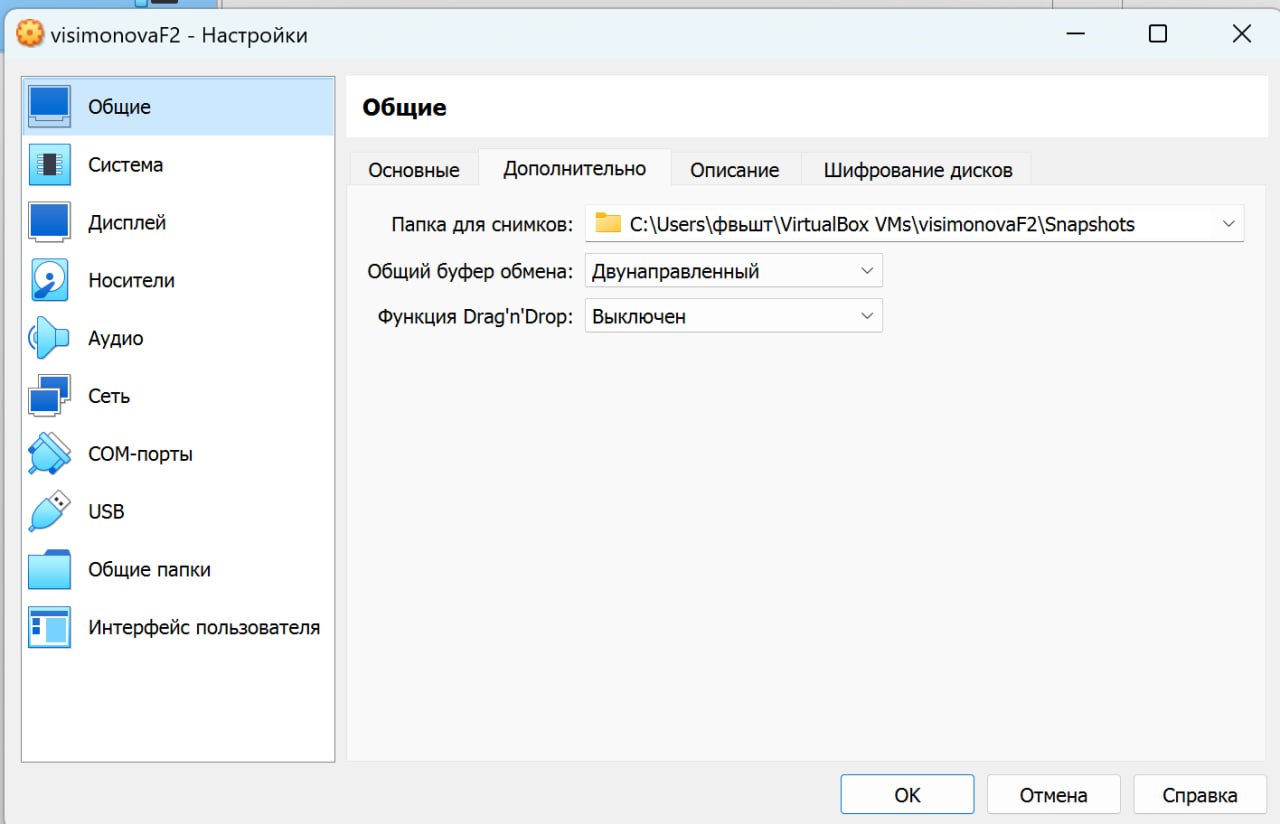 visimonovaF2 - Настройки
Общие
Система
Дисплей
Носители
Аудио
Сеть
COM-порты
USB
Общие папки
Интерфейс пользователя
Общие
Основные Дополнительно Описание Шифрование дисков
Папка для снимков: C:\Users\фвьшт\VirtualBox VMs\visimonovaF2\Snapshots
Общий буфер обмена: Двунаправленный
Функция Drag'n'Drop: Выключен
OK Отмена Справка